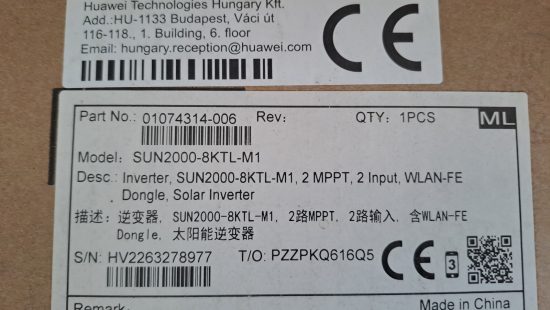 Huawei Technologies Hungary Kft.
Add.:HU-1133 Budapest, Váci út
116-118., 1. Building, 6. floor
Email: hungary.reception@huawei.com
CE
Part No.: 01074314-006 Rev: QTY: 1PCS ML
Model: SUN2000-8KTL-M1
Desc.: Inverter, SUN2000-8KTL-M1, 2 MPPT, 2 Input, WLAN-FE
Dongle, Solar Inverter
描述: 逆变器, SUN2000-8KTL-M1, 2路MPPT, 2路输入, 含WLAN-FE
Dongle, 太阳能逆变器
S/N: HV2263278977 T/O: PZZPKQ616Q5 CE 3
Remark: Made in China